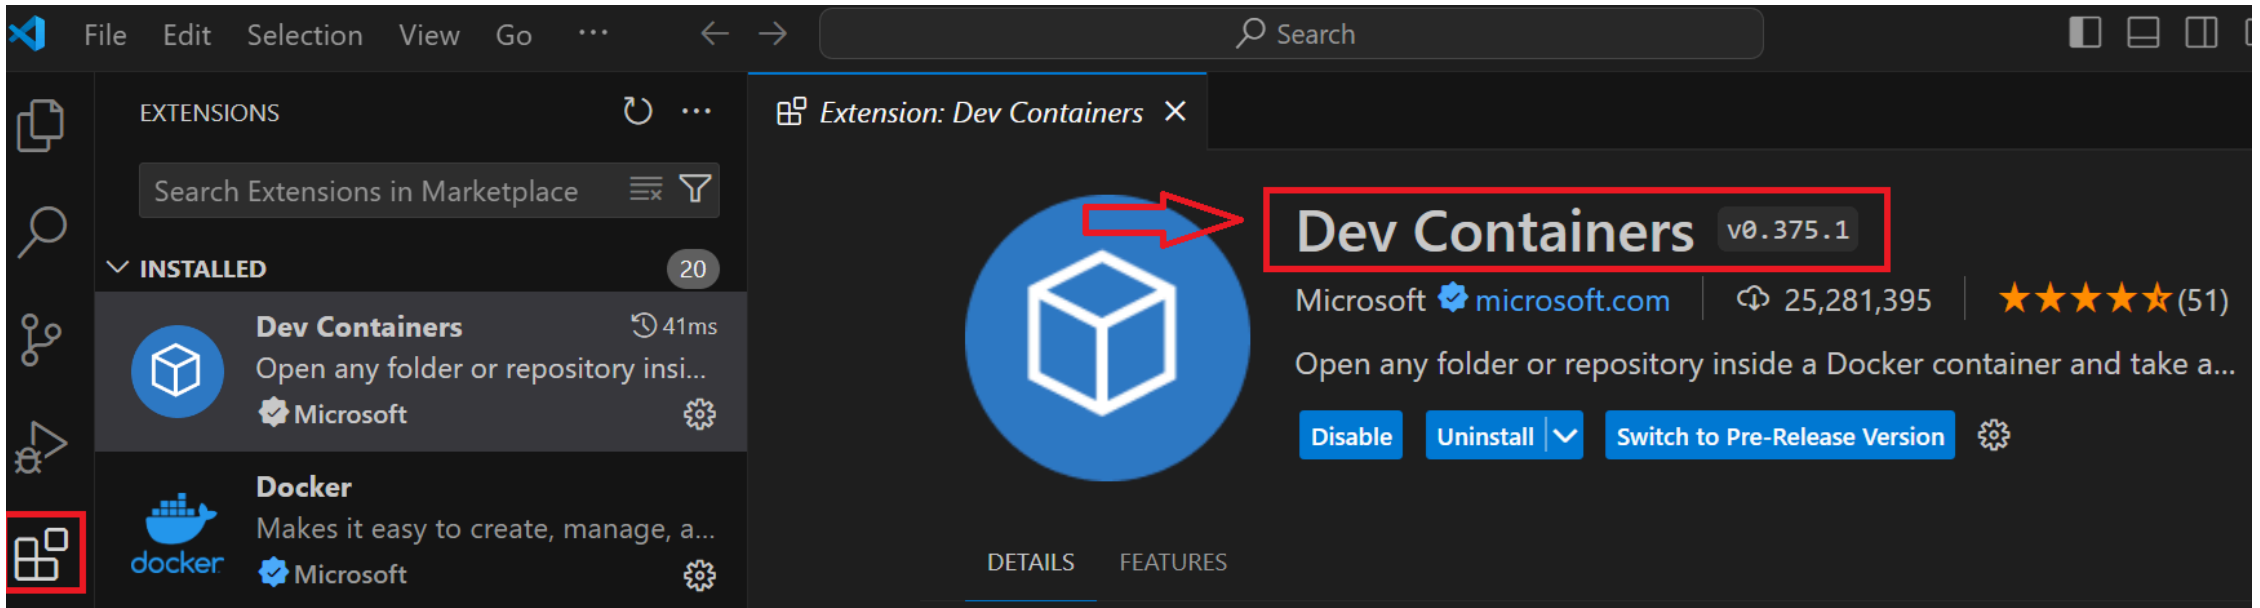 File Edit Selection View Go ... Search
EXTENSIONS
Search Extensions in Marketplace
INSTALLED 20
Dev Containers 41ms
Open any folder or repository insi...
Microsoft
docker
Docker
Makes it easy to create, manage, a...
Microsoft
Extension: Dev Containers
Dev Containers v0.375.1
Microsoft microsoft.com 25,281,395 (51)
Open any folder or repository inside a Docker container and take a...
Disable Uninstall Switch to Pre-Release Version
DETAILS FEATURES